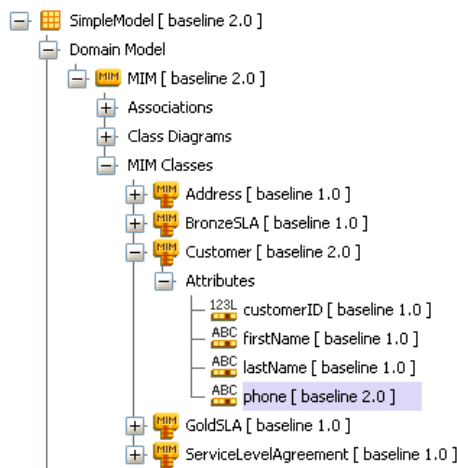 SimpleModel [ baseline 2.0 ]
Domain Model
MIM MIM [ baseline 2.0 ]
Associations
Class Diagrams
MIM Classes
MIM Address [ baseline 1.0 ]
MIM BronzeSLA [ baseline 1.0 ]
MIM Customer [ baseline 2.0 ]
Attributes
123L customerID [ baseline 1.0 ]
ABC firstName [ baseline 1.0 ]
ABC lastName [ baseline 1.0 ]
ABC phone [ baseline 2.0 ]
MIM GoldSLA [ baseline 1.0 ]
MIM ServiceLevelAgreement [ baseline 1.0 ]